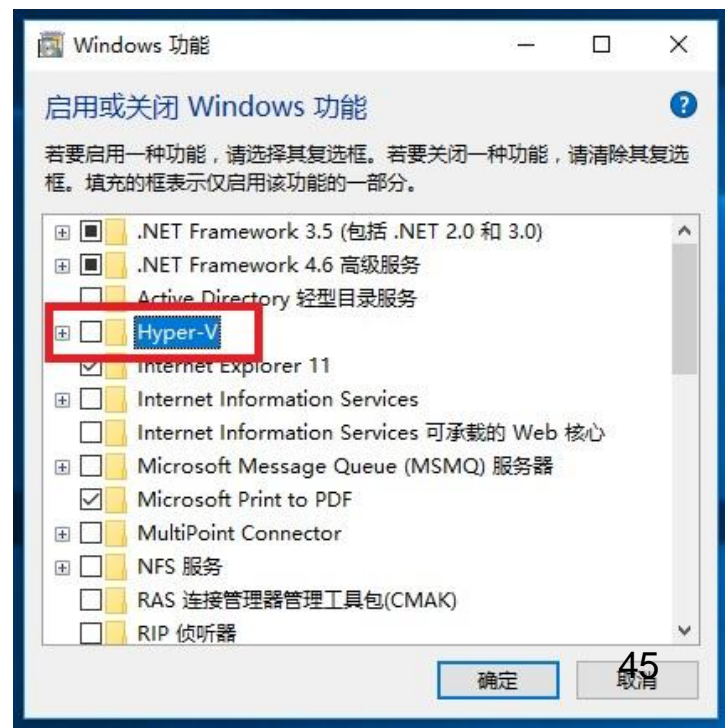 Windows 功能
启用或关闭 Windows 功能
?
若要启用一种功能，请选择其复选框。若要关闭一种功能，请清除其复选
框。填充的框表示仅启用该功能的一部分。
.NET Framework 3.5 (包括 .NET 2.0 和 3.0)
.NET Framework 4.6 高级服务
Active Directory 轻型目录服务
Hyper-V
Internet Explorer 11
Internet Information Services
Internet Information Services 可承载的 Web 核心
Microsoft Message Queue (MSMQ) 服务器
Microsoft Print to PDF
MultiPoint Connector
NFS 服务
RAS 连接管理器管理工具包(CMAK)
RIP 侦听器
确定
取消
45